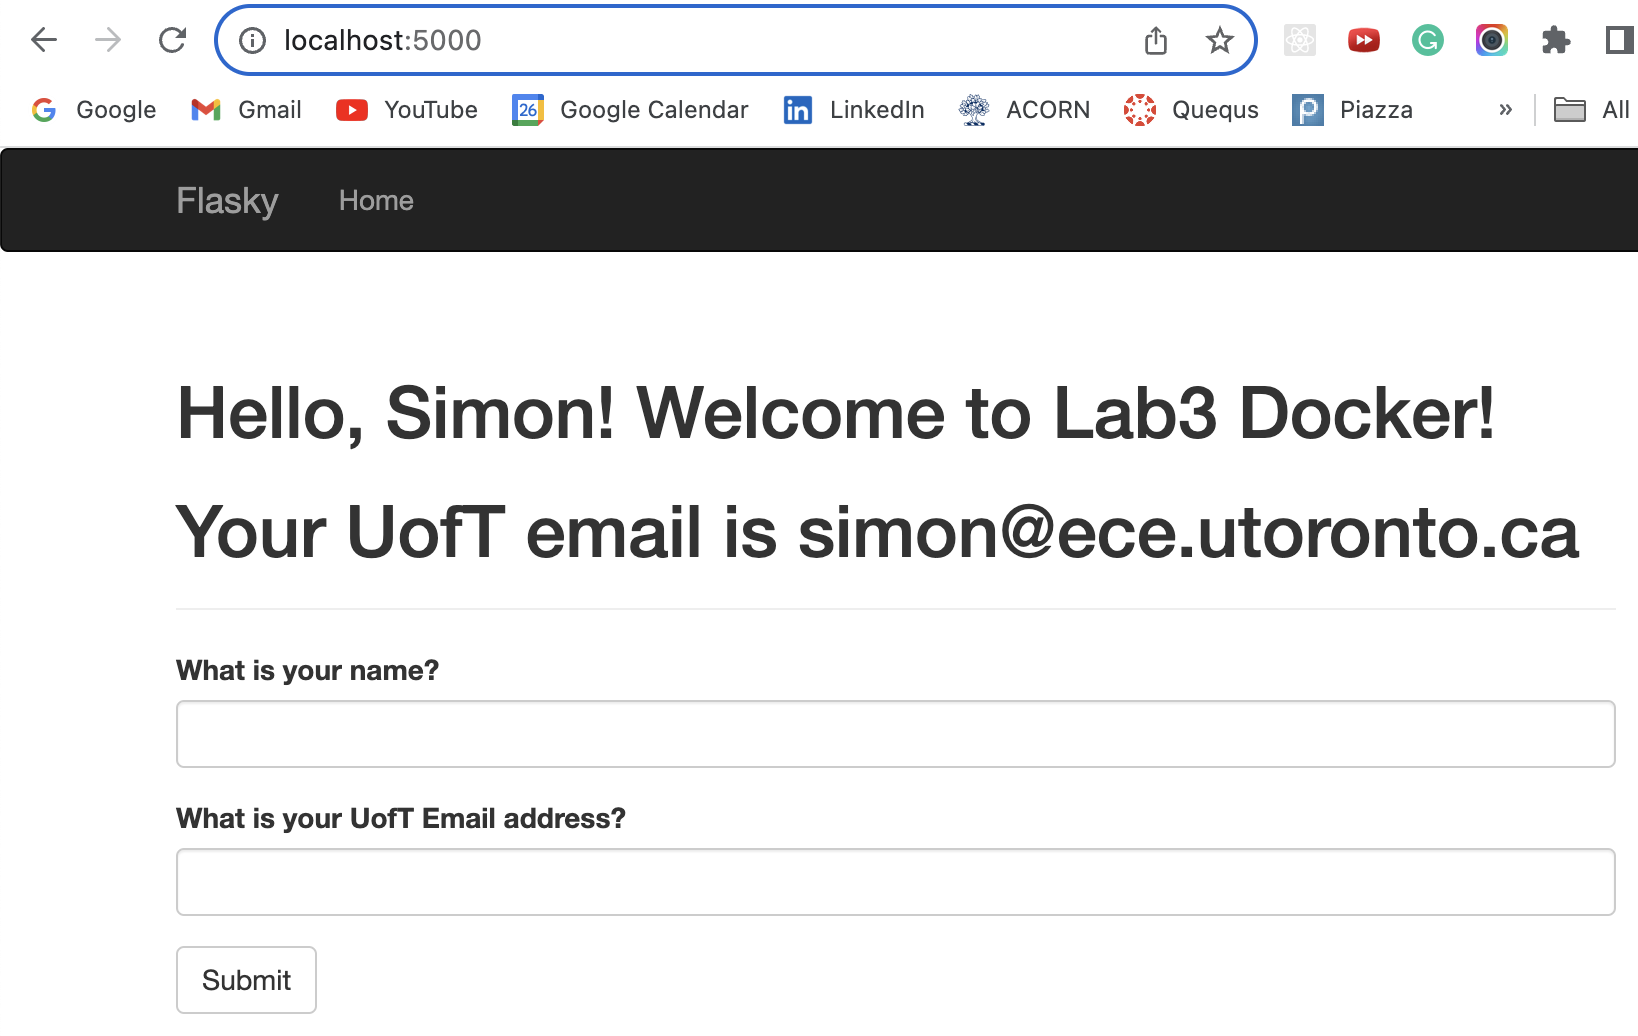 localhost:5000
Google Gmail YouTube 26 Google Calendar LinkedIn ACORN Quequs Piazza » All
Flasky Home
Hello, Simon! Welcome to Lab3 Docker!
Your UofT email is simon@ece.utoronto.ca
What is your name?
What is your UofT Email address?
Submit